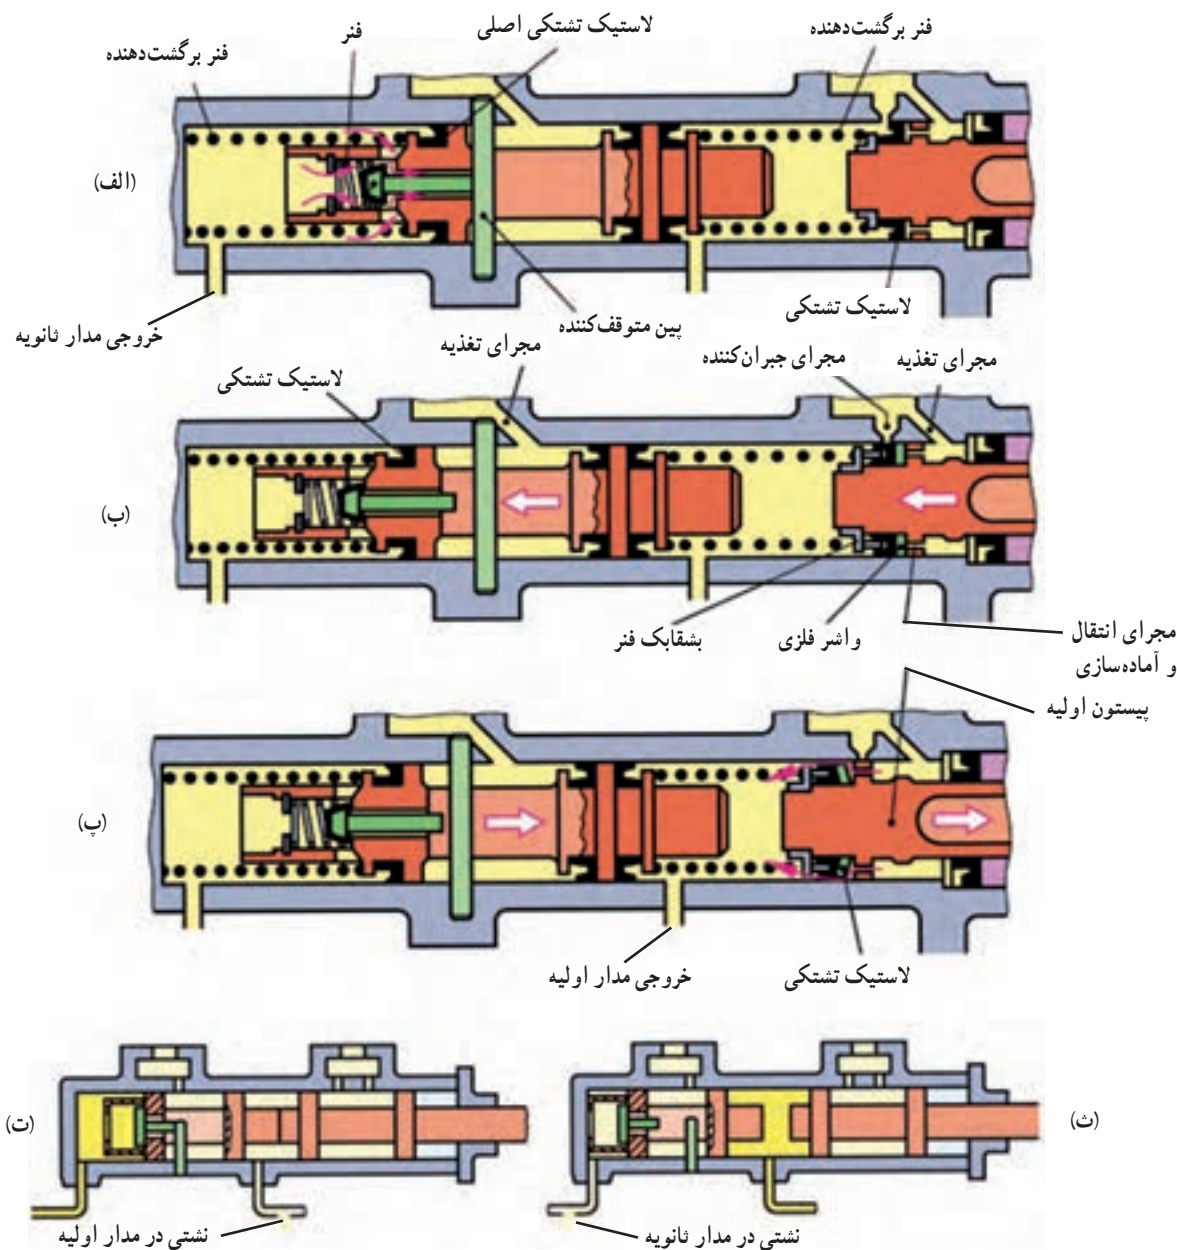 فنر برگشت‌دهنده
لاستیک تشتکی اصلی
فنر
فنر برگشت‌دهنده
(الف)
لاستیک تشتکی
پین متوقف‌کننده
خروجی مدار ثانویه
مجرای تغذیه
مجرای جبران‌کننده
مجرای تغذیه
لاستیک تشتکی
(ب)
مجرای انتقال
و آماده‌سازی
واشر فلزی
بشقابک فنر
پیستون اولیه
(پ)
لاستیک تشتکی
خروجی مدار اولیه
(ث)
(ت)
نشتی در مدار ثانویه
نشتی در مدار اولیه